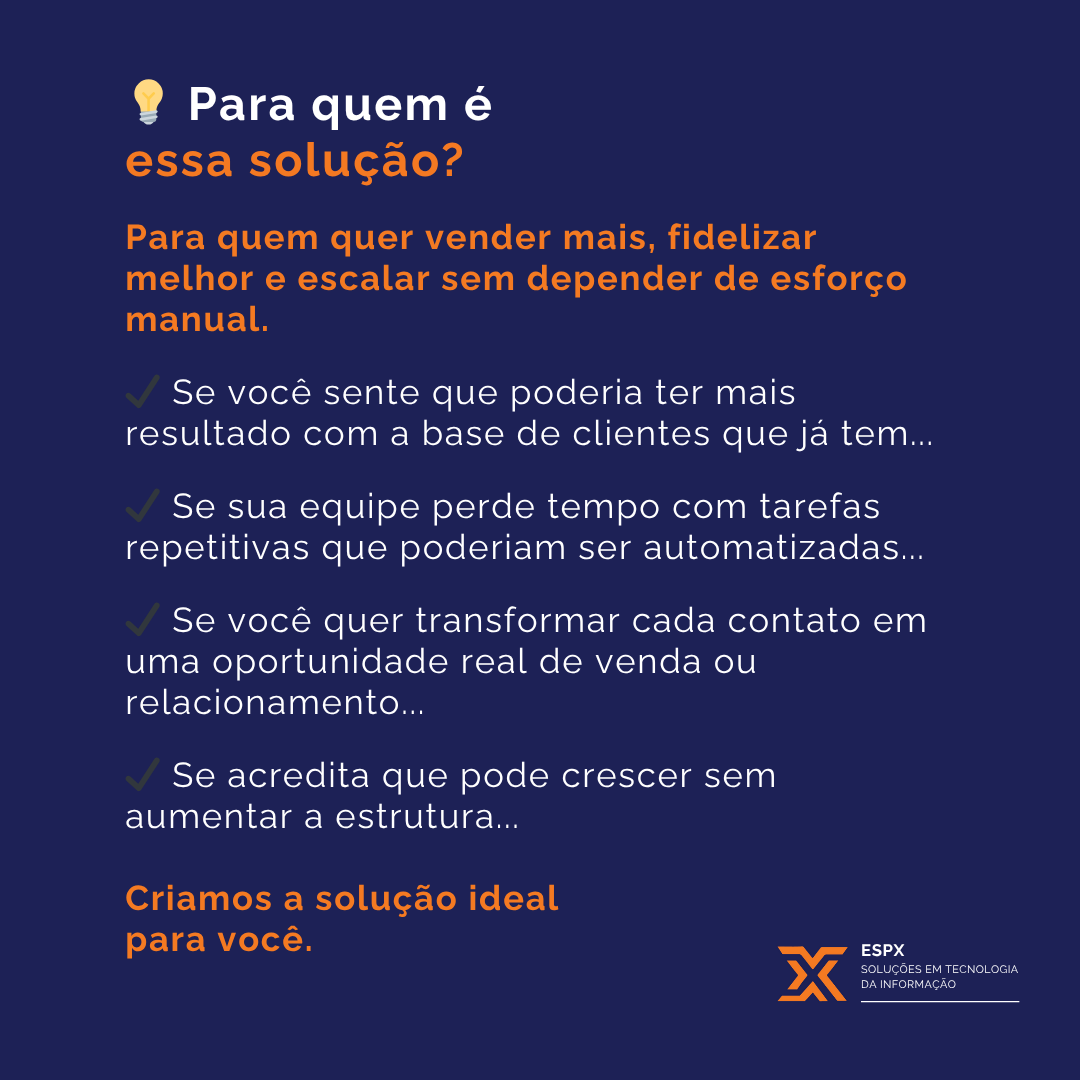 💡 Para quem é
essa solução?
Para quem quer vender mais, fidelizar
melhor e escalar sem depender de esforço
manual.
✔ Se você sente que poderia ter mais
resultado com a base de clientes que já tem...
✔ Se sua equipe perde tempo com tarefas
repetitivas que poderiam ser automatizadas...
✔ Se você quer transformar cada contato em
uma oportunidade real de venda ou
relacionamento...
✔ Se acredita que pode crescer sem
aumentar a estrutura...
Criamos a solução ideal
para você.
ESPX
SOLUÇÕES EM TECNOLOGIA
DA INFORMAÇÃO